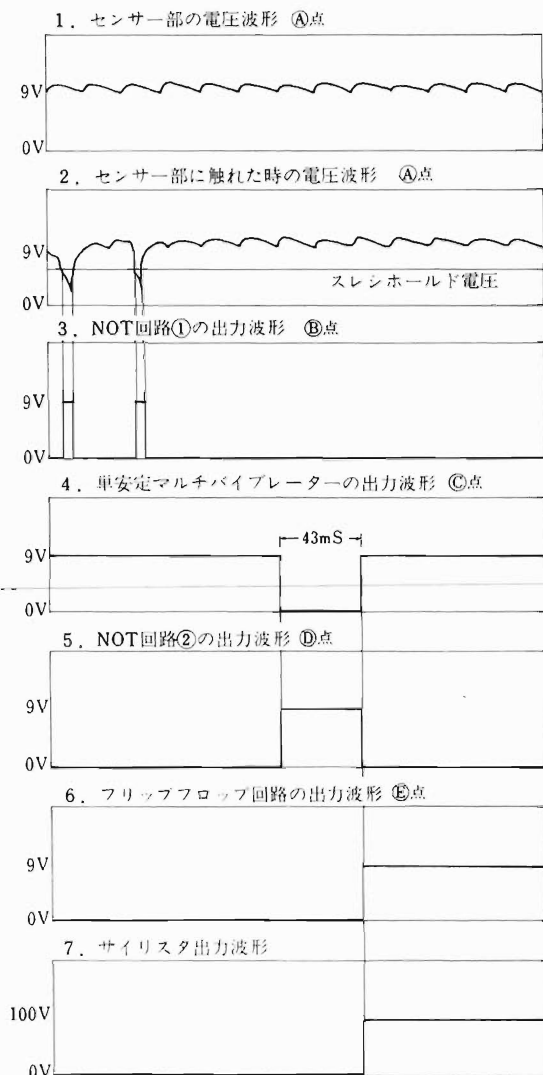 1. センサー部の電圧波形 Ⓐ点
9V
0V
2. センサー部に触れた時の電圧波形 Ⓐ点
9V
スレシホールド電圧
0V
3. NOT回路①の出力波形 Ⓑ点
9V
0V
4. 単安定マルチバイブレーターの出力波形 Ⓒ点
43mS
9V
0V
5. NOT回路②の出力波形 Ⓓ点
9V
0V
6. フリップフロップ回路の出力波形 Ⓔ点
9V
0V
7. サイリスタ出力波形
100V
0V